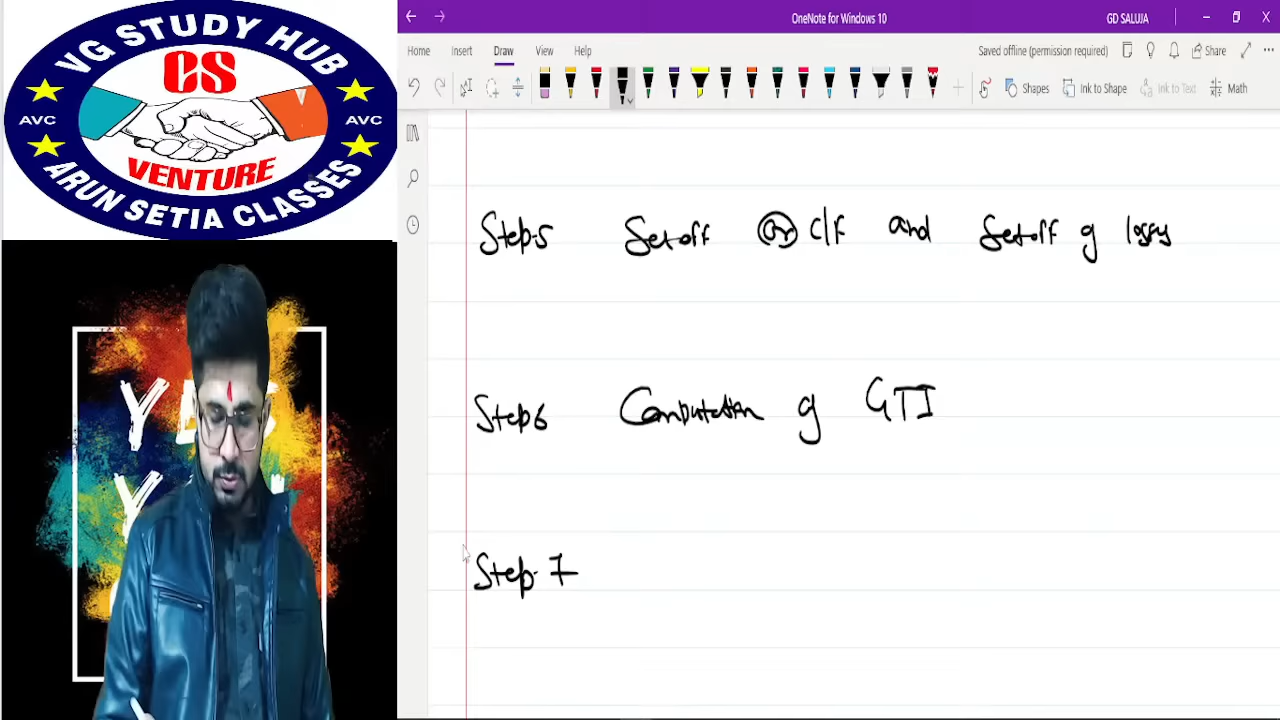 VG STUDY HUB
CS
AVC AVC
VENTURE
ARUN SETIA CLASSES
OneNote for Windows 10
GD SALUJA
Home Insert Draw View Help
Saved offline (permission required)
Share
Shapes
Ink to Shape
Ink to Text
Math
Step-5 Setoff or C/F and Setoff of losses
Step 6 Computation of GTI
Step-7